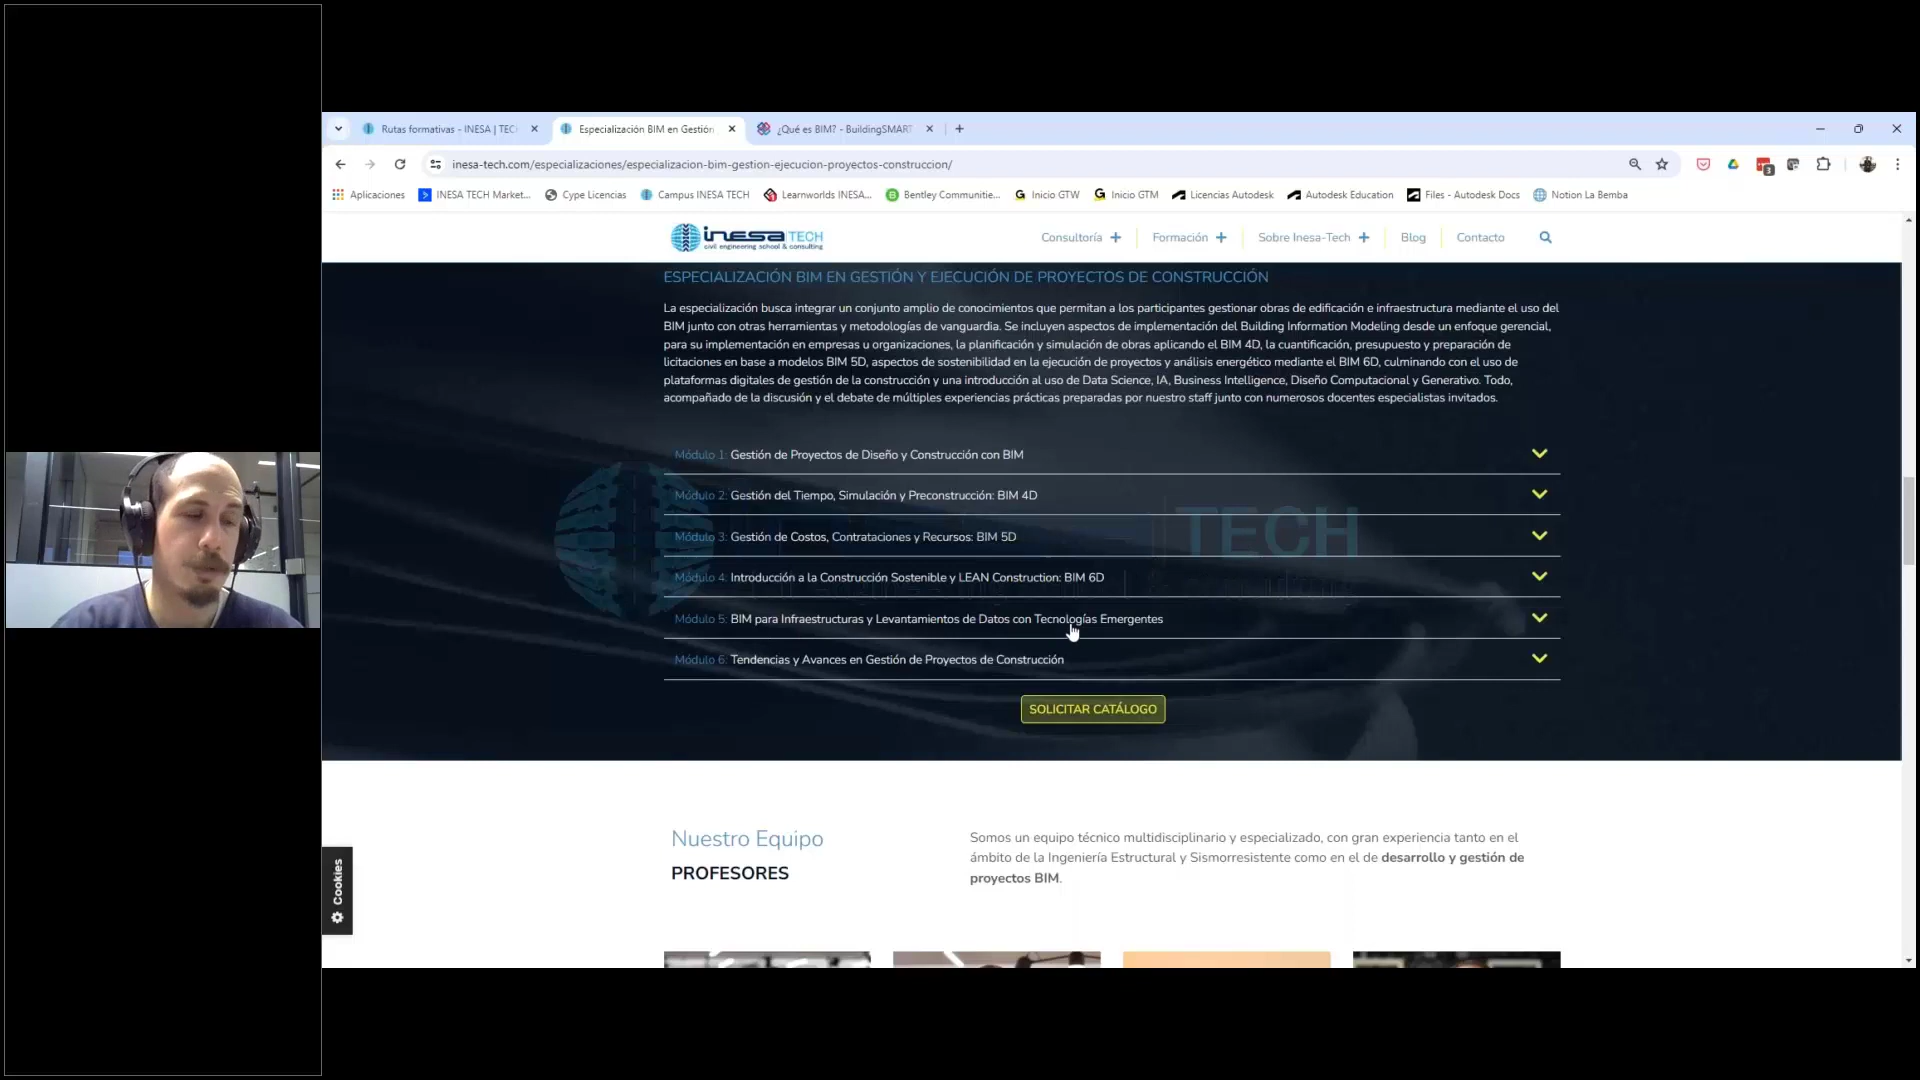 Rutas formativas - INESA | TEC
Especialización BIM en Gestión
¿Qué es BIM? - BuildingSMART
inesa-tech.com/especializaciones/especializacion-bim-gestion-ejecucion-proyectos-construccion/
3
Aplicaciones
INESA TECH Market...
Cype Licencias
Campus INESA TECH
Learnworlds INESA...
Bentley Communitie...
Inicio GTW
Inicio GTM
Licencias Autodesk
Autodesk Education
Files - Autodesk Docs
Notion La Bemba
inesa TECH
civil engineering school & consulting
Consultoría +
Formación +
Sobre Inesa-Tech +
Blog
Contacto
ESPECIALIZACIÓN BIM EN GESTIÓN Y EJECUCIÓN DE PROYECTOS DE CONSTRUCCIÓN
La especialización busca integrar un conjunto amplio de conocimientos que permitan a los participantes gestionar obras de edificación e infraestructura mediante el uso del
BIM junto con otras herramientas y metodologías de vanguardia. Se incluyen aspectos de implementación del Building Information Modeling desde un enfoque gerencial,
para su implementación en empresas u organizaciones, la planificación y simulación de obras aplicando el BIM 4D, la cuantificación, presupuesto y preparación de
licitaciones en base a modelos BIM 5D, aspectos de sostenibilidad en la ejecución de proyectos y análisis energético mediante el BIM 6D, culminando con el uso de
plataformas digitales de gestión de la construcción y una introducción al uso de Data Science, IA, Business Intelligence, Diseño Computacional y Generativo. Todo,
acompañado de la discusión y el debate de múltiples experiencias prácticas preparadas por nuestro staff junto con numerosos docentes especialistas invitados.
Módulo 1: Gestión de Proyectos de Diseño y Construcción con BIM
Módulo 2: Gestión del Tiempo, Simulación y Preconstrucción: BIM 4D
Módulo 3: Gestión de Costos, Contrataciones y Recursos: BIM 5D
TECH
Módulo 4: Introducción a la Construcción Sostenible y LEAN Construction: BIM 6D
Módulo 5: BIM para Infraestructuras y Levantamientos de Datos con Tecnologías Emergentes
Módulo 6: Tendencias y Avances en Gestión de Proyectos de Construcción
SOLICITAR CATÁLOGO
Nuestro Equipo
PROFESORES
Somos un equipo técnico multidisciplinario y especializado, con gran experiencia tanto en el
ámbito de la Ingeniería Estructural y Sismorresistente como en el de desarrollo y gestión de
proyectos BIM.
Cookies